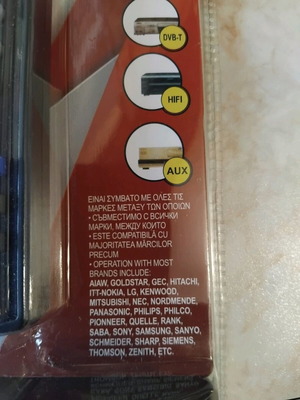 DVB-T
HIFI
AUX
ΕΙΝΑΙ ΣΥΜΒΑΤΟ ΜΕ ΟΛΕΣ ΤΙΣ
ΜΑΡΚΕΣ ΜΕΤΑΞΥ ΤΩΝ ΟΠΟΙΩΝ
• СЪВМЕСТИМО С ВСИЧКИ
МАРКИ, МЕЖДУ КОИТО
• ESTE COMPATIBILĂ CU
MAJORITATEA MĂRCILOR
PRECUM
• OPERATION WITH MOST
BRANDS INCLUDE:
AIAW, GOLDSTAR, GEC, HITACHI,
ITT-NOKIA, LG, KENWOOD,
MITSUBISHI, NEC, NORDMENDE,
PANASONIC, PHILIPS, PHILCO,
PIONNEER, QUELLE, RANK,
SABA, SONY, SAMSUNG, SANYO,
SCHMEIDER, SHARP, SIEMENS,
THOMSON, ZENITH, ETC.